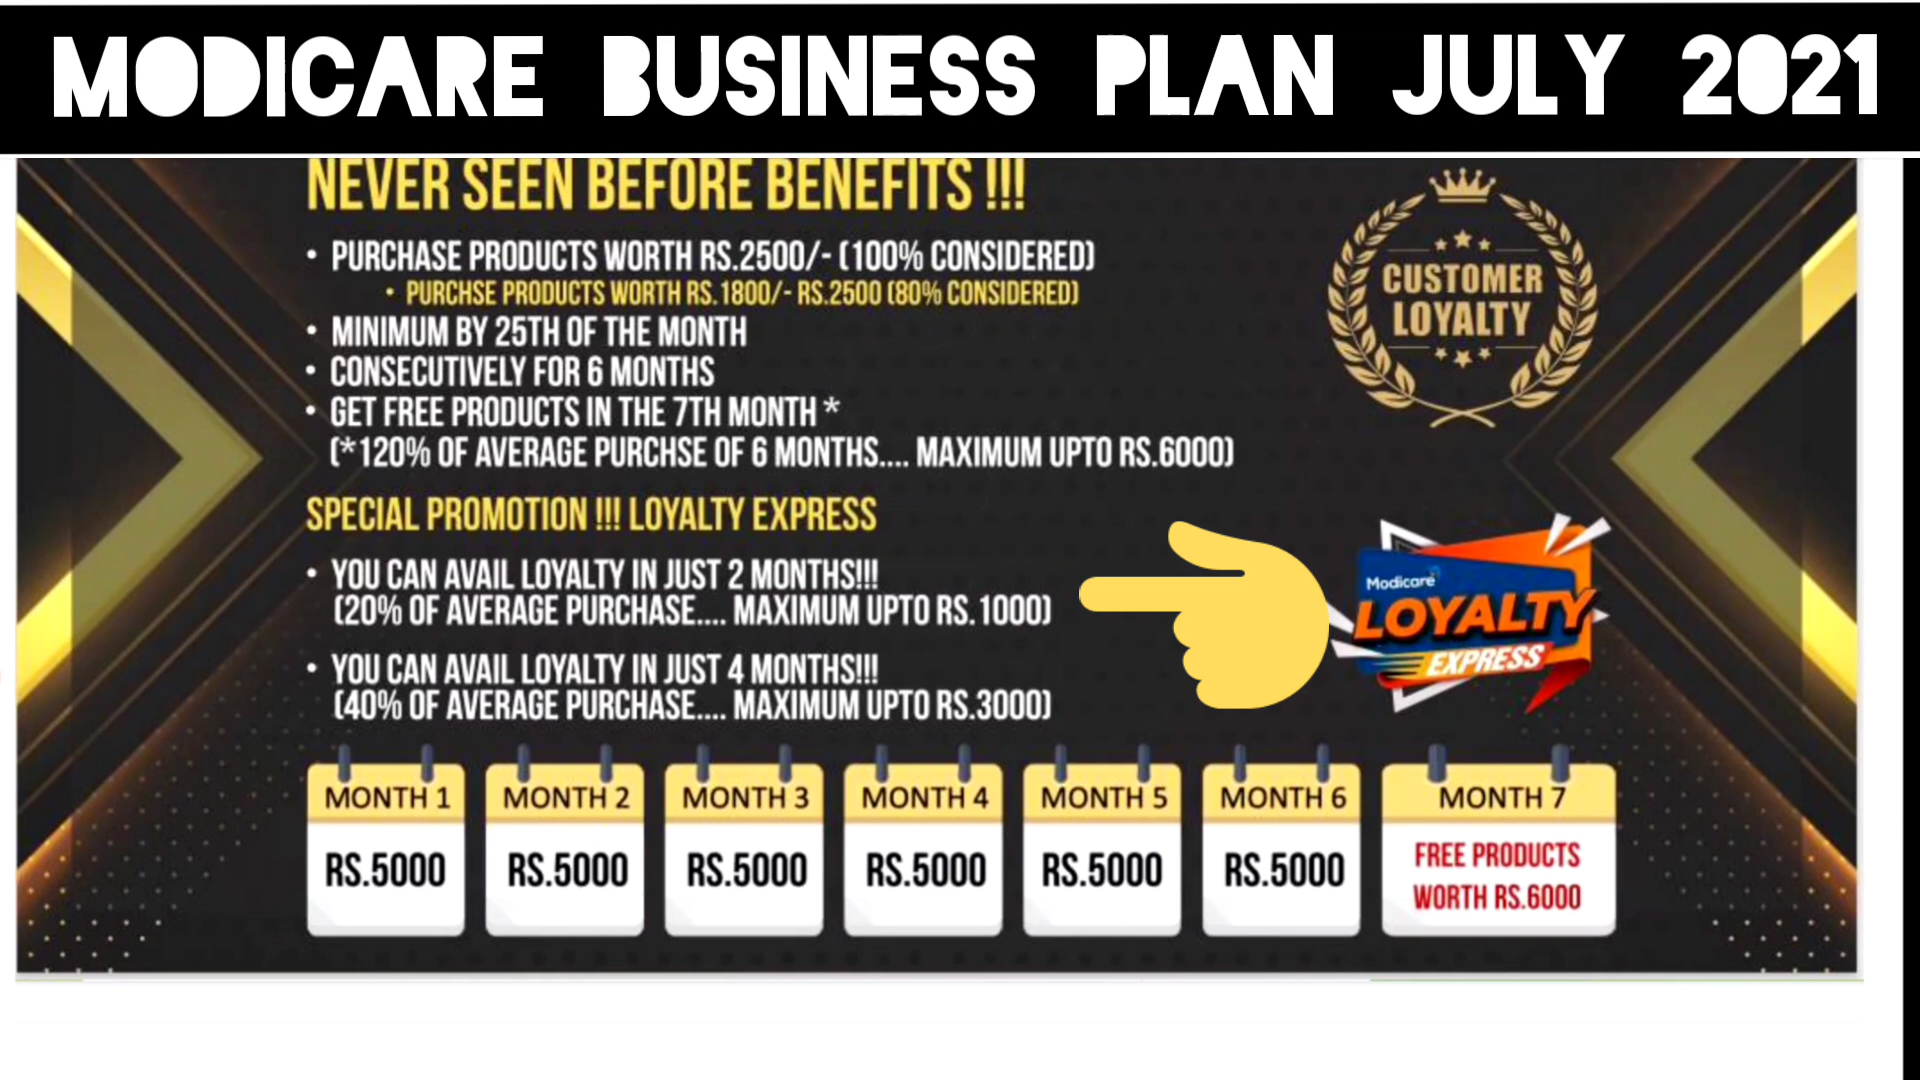 MODICARE BUSINESS PLAN JULY 2021
NEVER SEEN BEFORE BENEFITS !!!
• PURCHASE PRODUCTS WORTH RS.2500/- (100% CONSIDERED)
• PURCHSE PRODUCTS WORTH RS.1800/- RS.2500 (80% CONSIDERED)
• MINIMUM BY 25TH OF THE MONTH
• CONSECUTIVELY FOR 6 MONTHS
• GET FREE PRODUCTS IN THE 7TH MONTH *
(*120% OF AVERAGE PURCHSE OF 6 MONTHS.... MAXIMUM UPTO RS.6000)
CUSTOMER
LOYALTY
SPECIAL PROMOTION !!! LOYALTY EXPRESS
• YOU CAN AVAIL LOYALTY IN JUST 2 MONTHS!!!
(20% OF AVERAGE PURCHASE.... MAXIMUM UPTO RS.1000)
• YOU CAN AVAIL LOYALTY IN JUST 4 MONTHS!!!
(40% OF AVERAGE PURCHASE.... MAXIMUM UPTO RS.3000)
Modicare
LOYALTY
EXPRESS
MONTH 1
RS.5000
MONTH 2
RS.5000
MONTH 3
RS.5000
MONTH 4
RS.5000
MONTH 5
RS.5000
MONTH 6
RS.5000
MONTH 7
FREE PRODUCTS
WORTH RS.6000